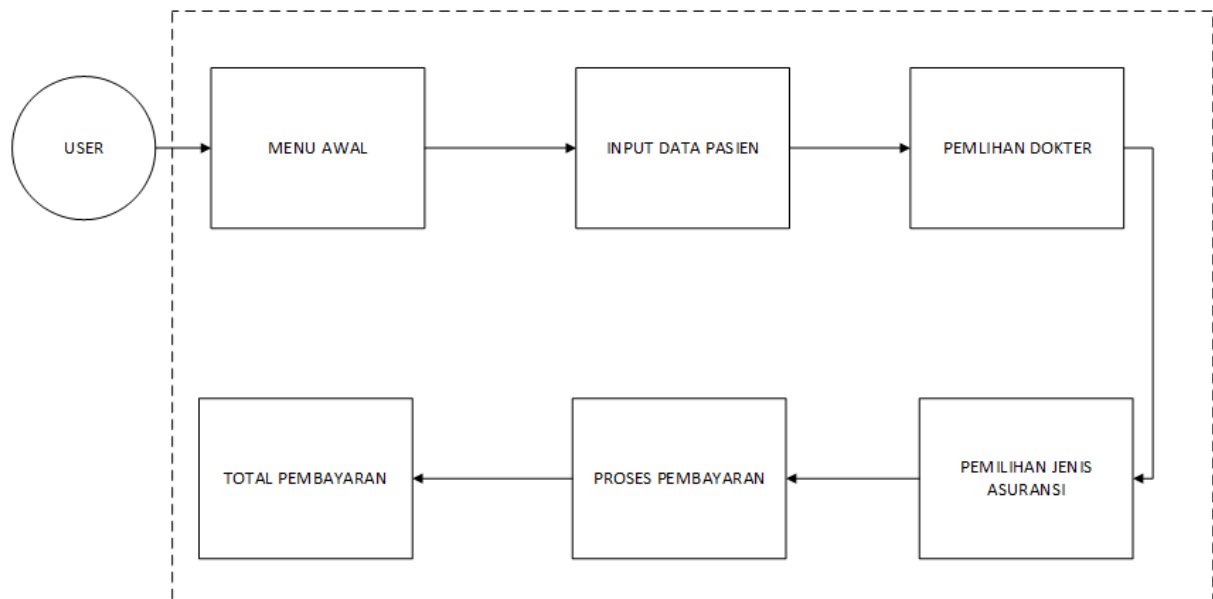 USER
MENU AWAL
INPUT DATA PASIEN
PEMLIHAN DOKTER
PEMILIHAN JENIS
ASURANSI
PROSES PEMBAYARAN
TOTAL PEMBAYARAN